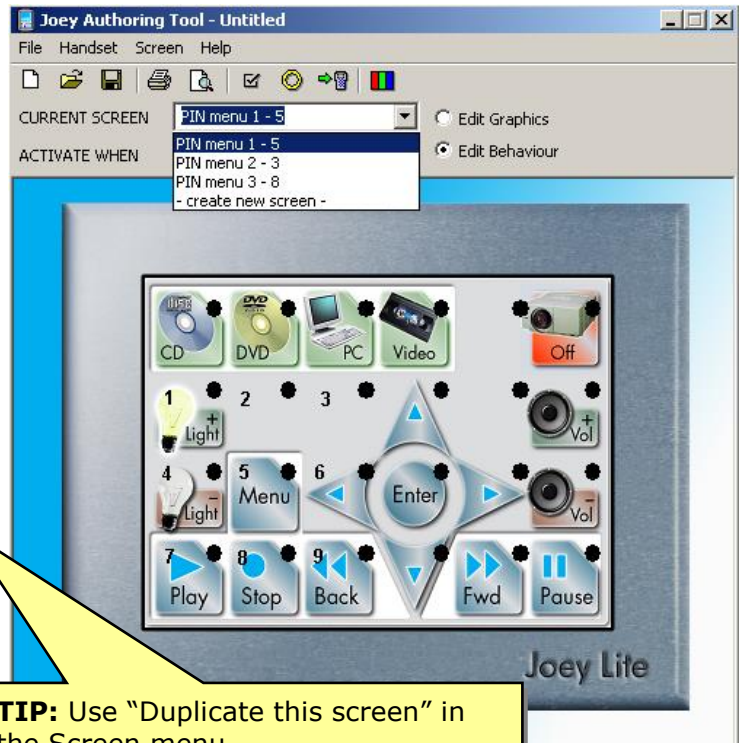 Joey Authoring Tool - Untitled
File Handset Screen Help
CURRENT SCREEN PIN menu 1 - 5 Edit Graphics
ACTIVATE WHEN Edit Behaviour
PIN menu 1 - 5
PIN menu 2 - 3
PIN menu 3 - 8
- create new screen -
disc
CD DVD PC Video Off
1 2 3
+ Light + Vol
4 5 6
- Light Menu Enter - Vol
7 8 9
Play Stop Back Fwd Pause
Joey Lite
TIP: Use “Duplicate this screen” in
the Screen menu